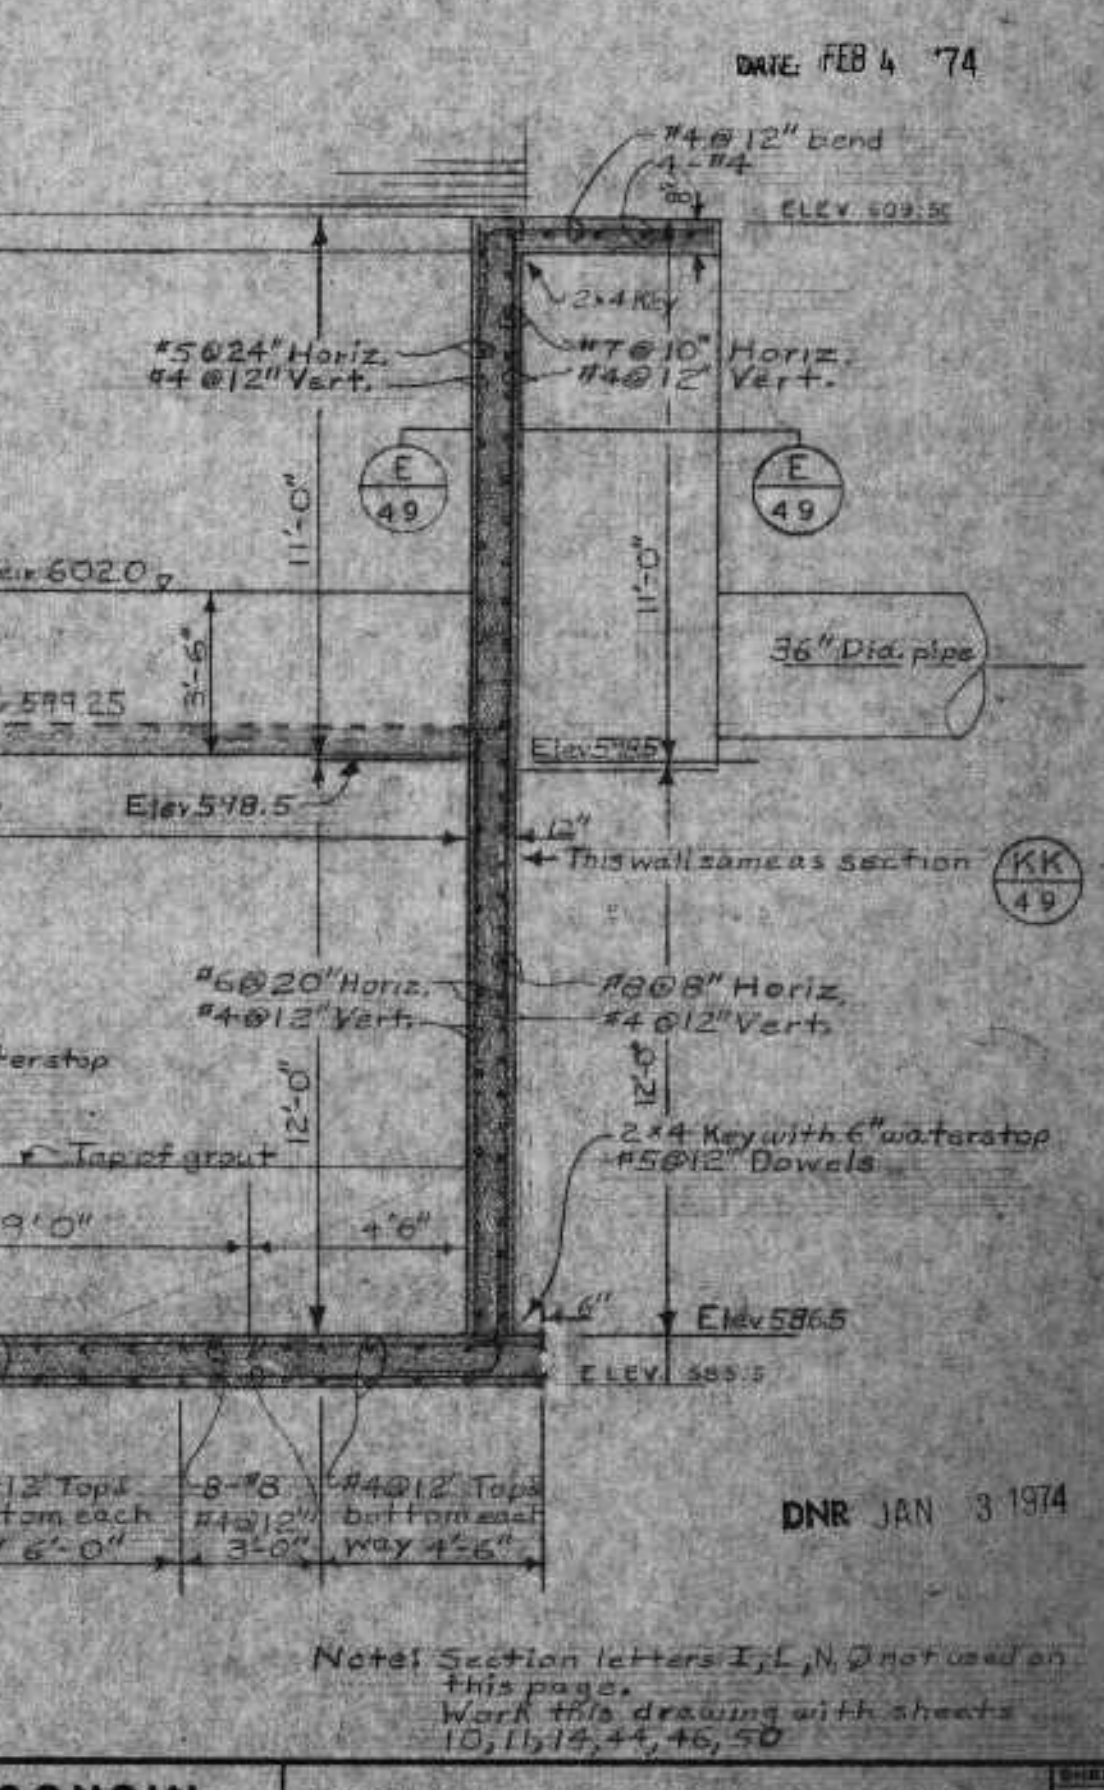 DATE: FEB 4 '74
#4@12" bend
4-#4
8"
ELEV. 609.50
2x4 Key
#5@24" Horiz.
#4@12" Vert.
#7@10" Horiz.
#4@12" Vert.
E
49
E
49
11'-0"
11'-0"
602.0
3'-6"
36" Dia. pipe
599.25
Elev 598.5
Elev 598.5
12"
This wall same as section
KK
49
#6@20" Horiz.
#4@12" Vert.
#8@8" Horiz.
#4@12" Vert.
terstop
12'-0"
12'-0"
2x4 Key with 6" waterstop
#5@12" Dowels
Top of grout
9'-0"
4'6"
6"
Elev 586.5
ELEV. 585.5
12" Top &
tom each
6'-0"
8-#8
#4@12"
3'-0"
#4@12" Top &
bottom each
way 4'-6"
DNR JAN 3 1974
Note: Section letters I, L, N, Q not used on
this page.
Work this drawing with sheets
10, 11, 14, 44, 46, 50